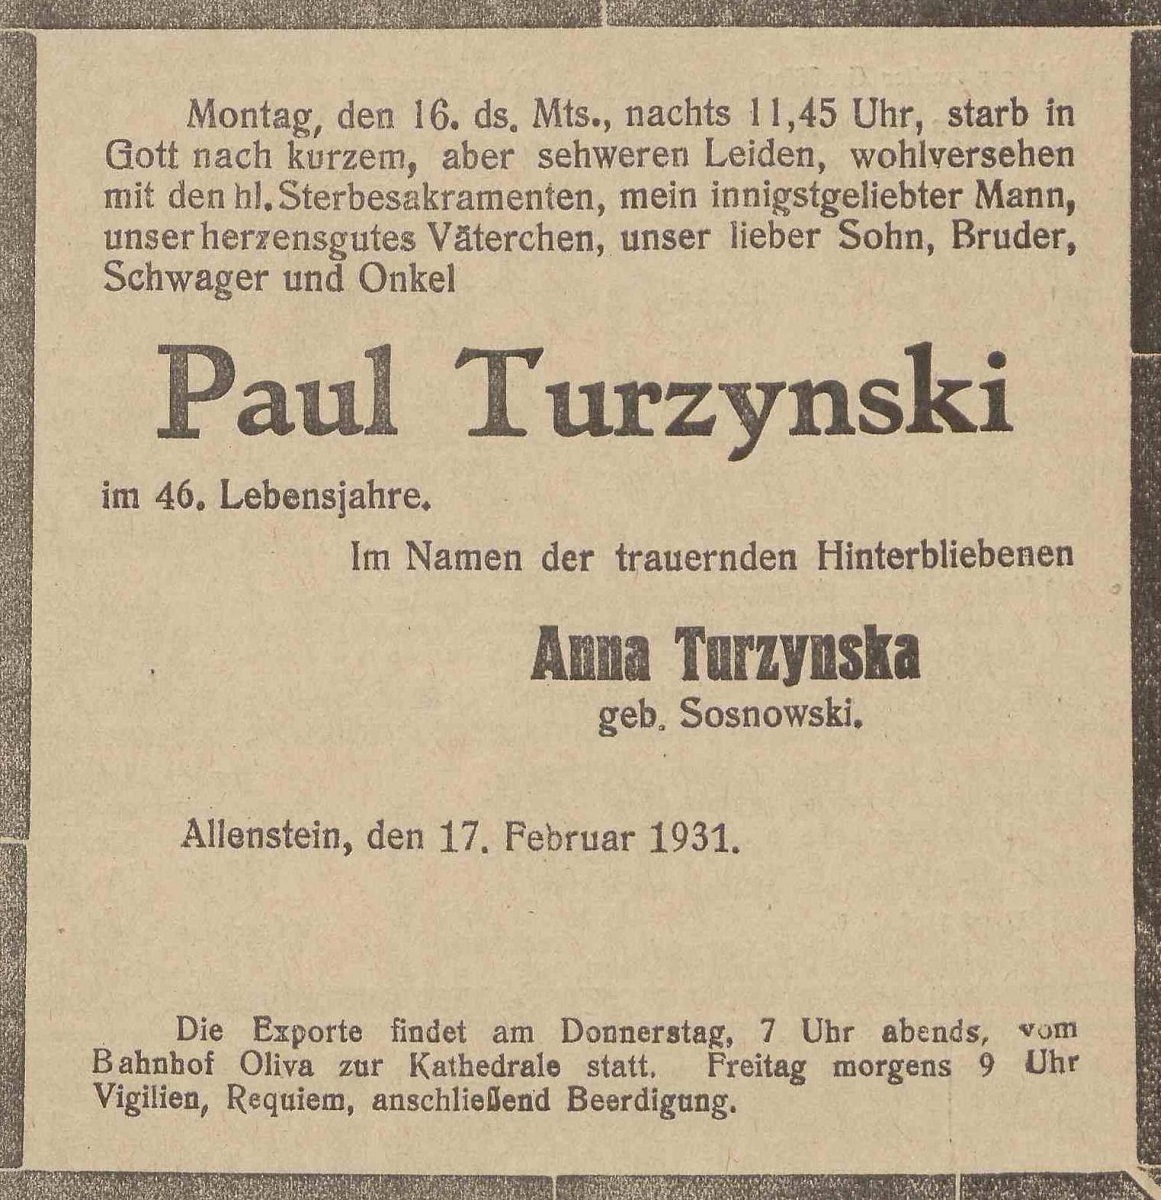 Montag, den 16. ds. Mts., nachts 11,45 Uhr, starb in
Gott nach kurzem, aber sehweren Leiden, wohlversehen
mit den hl. Sterbesakramenten, mein innigstgeliebter Mann,
unser herzensgutes Väterchen, unser lieber Sohn, Bruder,
Schwager und Onkel
Paul Turzynski
im 46. Lebensjahre.
Im Namen der trauernden Hinterbliebenen
Anna Turzynska
geb. Sosnowski.
Allenstein, den 17. Februar 1931.
Die Exporte findet am Donnerstag, 7 Uhr abends, vom
Bahnhof Oliva zur Kathedrale statt. Freitag morgens 9 Uhr
Vigilien, Requiem, anschließend Beerdigung.